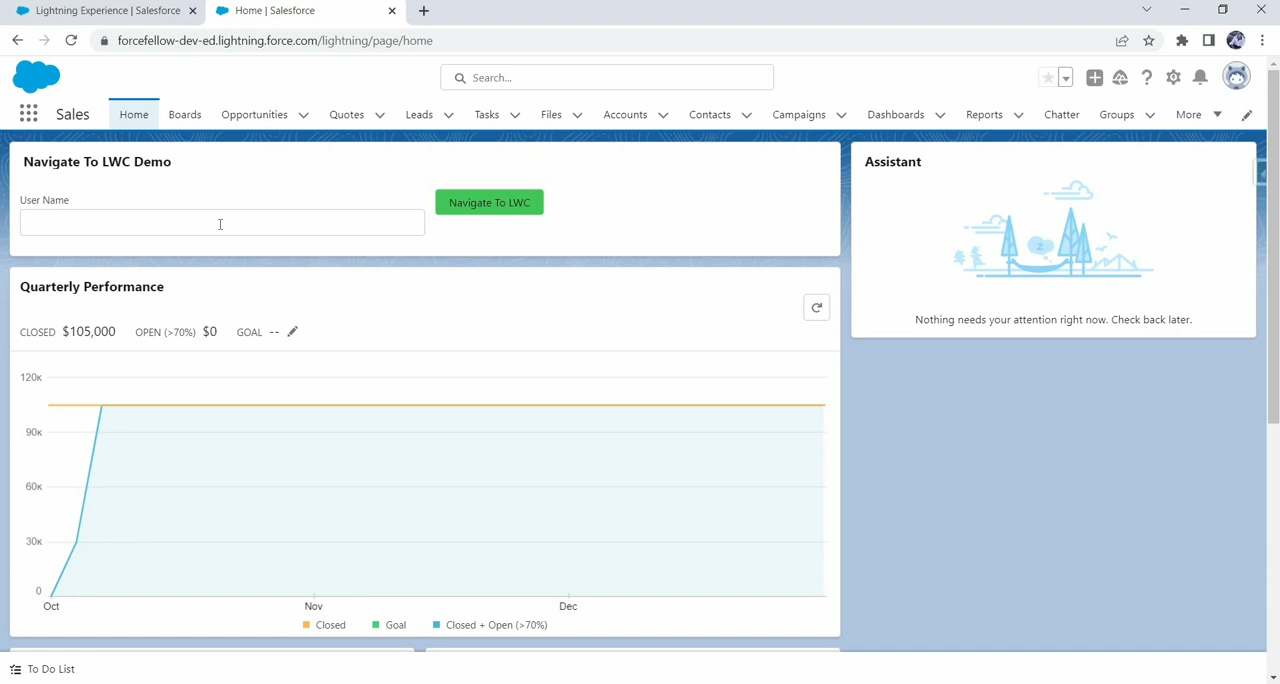 Lightning Experience | Salesforce
Home | Salesforce
forcefellow-dev-ed.lightning.force.com/lightning/page/home
Search...
Sales Home Boards Opportunities Quotes Leads Tasks Files Accounts Contacts Campaigns Dashboards Reports Chatter Groups More
Navigate To LWC Demo
User Name
Navigate To LWC
Assistant
z
Nothing needs your attention right now. Check back later.
Quarterly Performance
CLOSED $105,000 OPEN (>70%) $0 GOAL --
120K
90K
60K
30K
0
Oct Nov Dec
Closed Goal Closed + Open (>70%)
To Do List